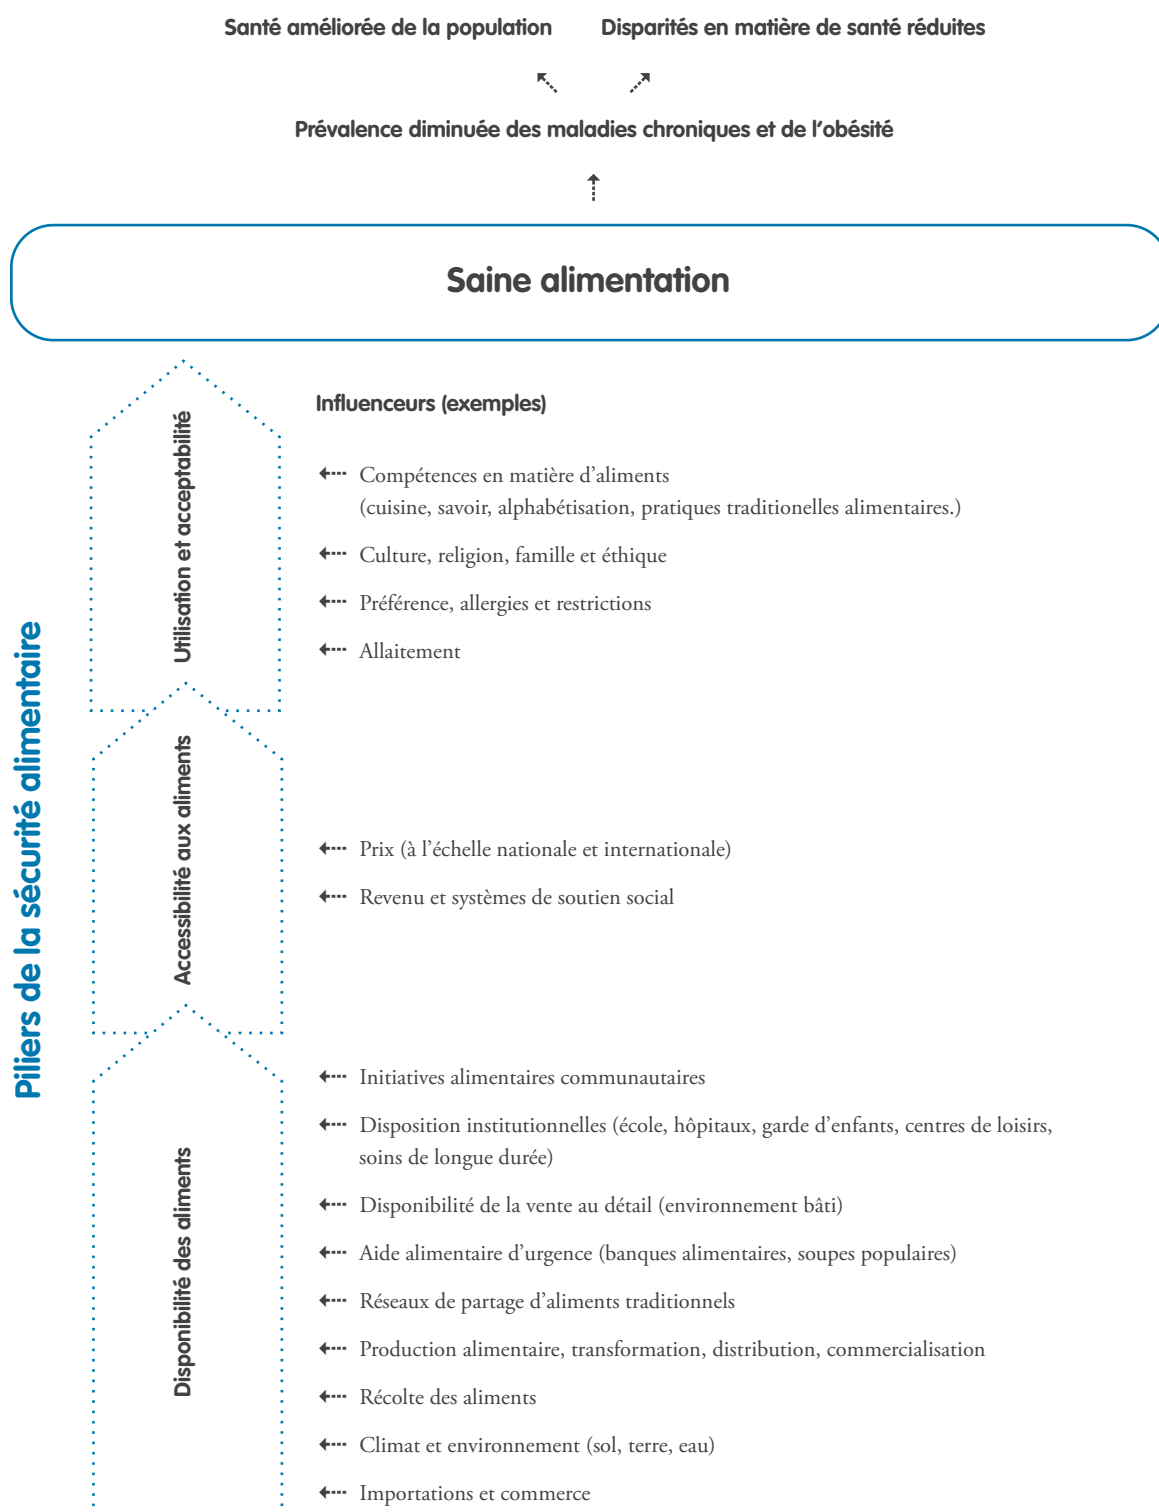 Santé améliorée de la population
Disparités en matière de santé réduites
Prévalence diminuée des maladies chroniques et de l'obésité
Saine alimentation
Piliers de la sécurité alimentaire
Influenceurs (exemples)
Utilisation et acceptabilité
Compétences en matière d'aliments
(cuisine, savoir, alphabétisation, pratiques traditionelles alimentaires.)
Culture, religion, famille et éthique
Préférence, allergies et restrictions
Allaitement
Accessibilité aux aliments
Prix (à l'échelle nationale et internationale)
Revenu et systèmes de soutien social
Disponibilité des aliments
Initiatives alimentaires communautaires
Disposition institutionnelles (école, hôpitaux, garde d'enfants, centres de loisirs,
soins de longue durée)
Disponibilité de la vente au détail (environnement bâti)
Aide alimentaire d'urgence (banques alimentaires, soupes populaires)
Réseaux de partage d'aliments traditionnels
Production alimentaire, transformation, distribution, commercialisation
Récolte des aliments
Climat et environnement (sol, terre, eau)
Importations et commerce